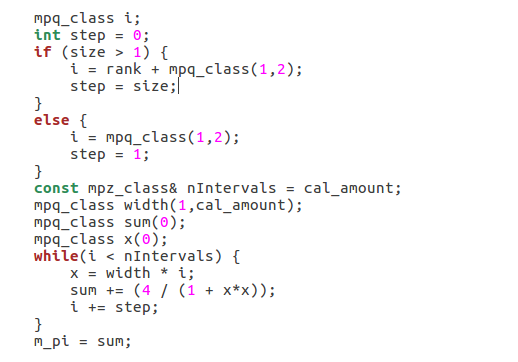 mpq_class i;
int step = 0;
if (size > 1) {
    i = rank + mpq_class(1,2);
    step = size;
}
else {
    i = mpq_class(1,2);
    step = 1;
}
const mpz_class& nIntervals = cal_amount;
mpq_class width(1,cal_amount);
mpq_class sum(0);
mpq_class x(0);
while(i < nIntervals) {
    x = width * i;
    sum += (4 / (1 + x*x));
    i += step;
}
m_pi = sum;